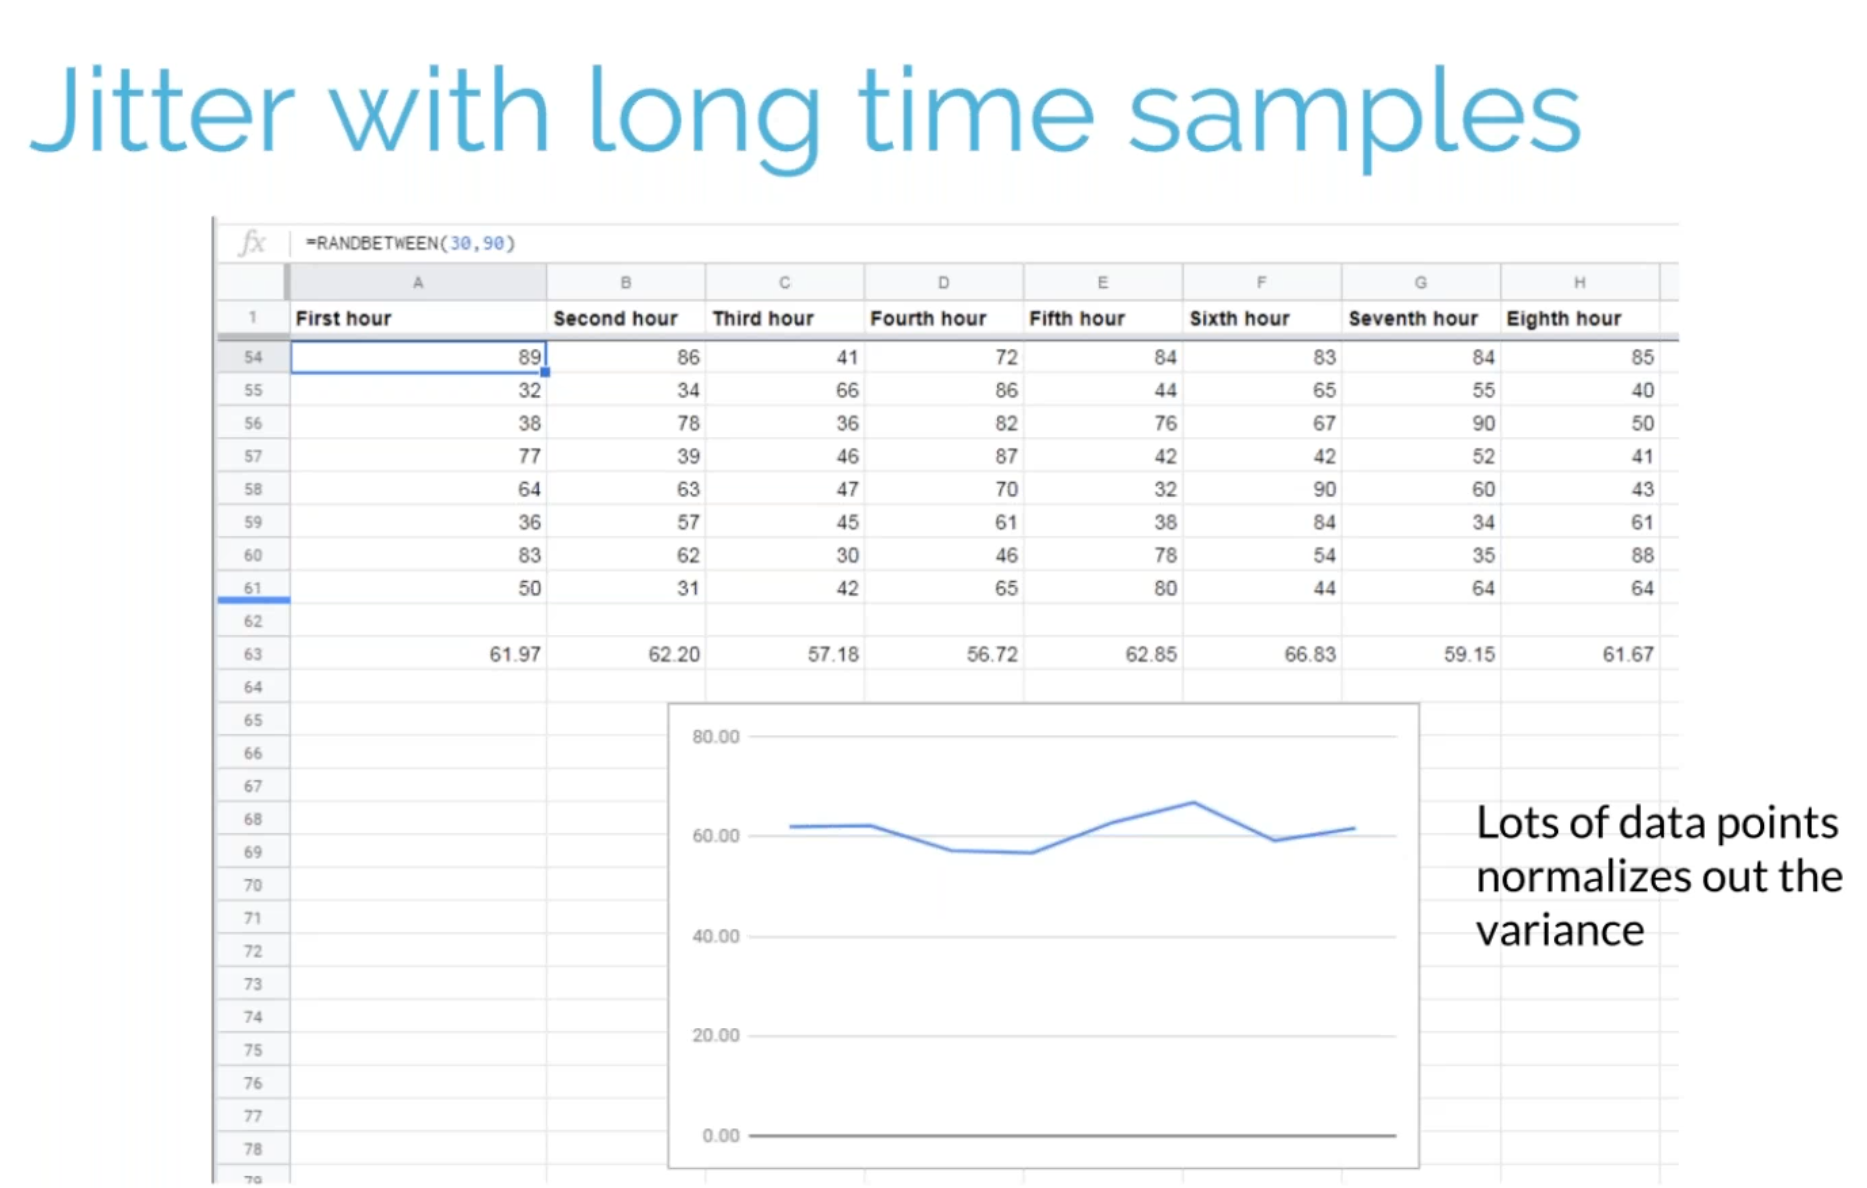 Jitter with long time samples
fx =RANDBETWEEN(30,90)
A B C D E F G H
1 First hour Second hour Third hour Fourth hour Fifth hour Sixth hour Seventh hour Eighth hour
54 89 86 41 72 84 83 84 85
55 32 34 66 86 44 65 55 40
56 38 78 36 82 76 67 90 50
57 77 39 46 87 42 42 52 41
58 64 63 47 70 32 90 60 43
59 36 57 45 61 38 84 34 61
60 83 62 30 46 78 54 35 88
61 50 31 42 65 80 44 64 64
62
63 61.97 62.20 57.18 56.72 62.85 66.83 59.15 61.67
64
65
66
67
68
69
70
71
72
73
74
75
76
77
78
79
80.00
60.00
40.00
20.00
0.00
Lots of data points
normalizes out the
variance